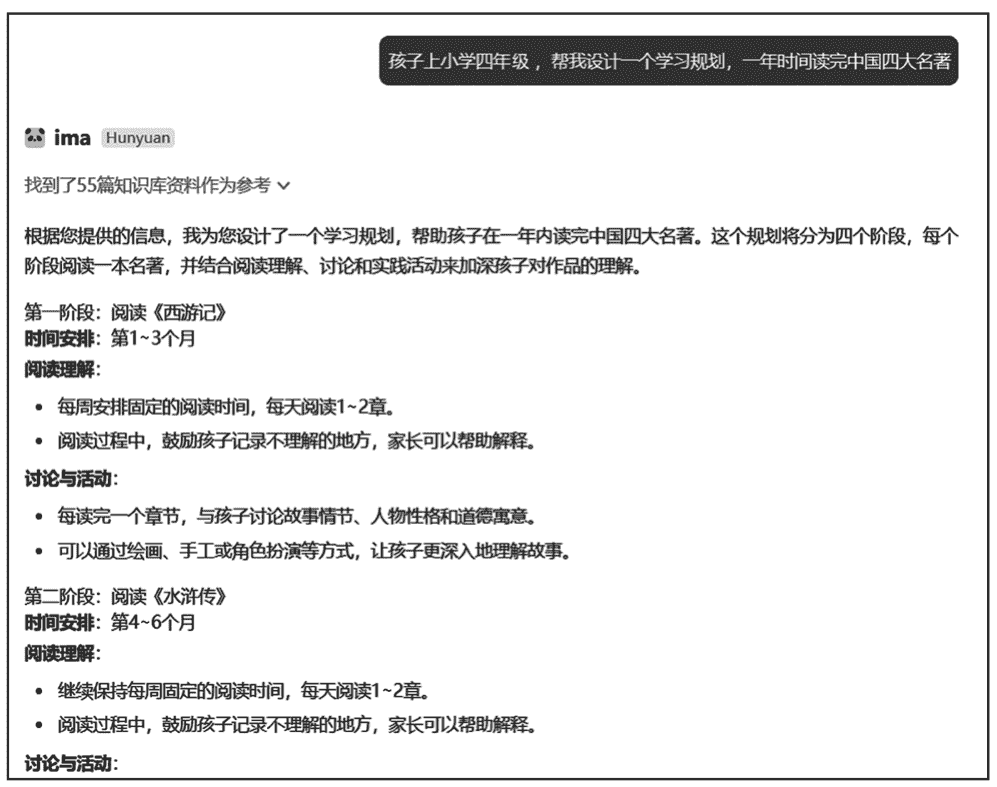 孩子上小学四年级，帮我设计一个学习规划，一年时间读完中国四大名著
ima Hunyuan
找到了55篇知识库资料作为参考
根据您提供的信息，我为您设计了一个学习规划，帮助孩子在一年内读完中国四大名著。这个规划将分为四个阶段，每个
阶段阅读一本名著，并结合阅读理解、讨论和实践活动来加深孩子对作品的理解。
第一阶段：阅读《西游记》
时间安排：第1~3个月
阅读理解：
• 每周安排固定的阅读时间，每天阅读1~2章。
• 阅读过程中，鼓励孩子记录不理解的地方，家长可以帮助解释。
讨论与活动：
• 每读完一个章节，与孩子讨论故事情节、人物性格和道德寓意。
• 可以通过绘画、手工或角色扮演等方式，让孩子更深入地理解故事。
第二阶段：阅读《水浒传》
时间安排：第4~6个月
阅读理解：
• 继续保持每周固定的阅读时间，每天阅读1~2章。
• 阅读过程中，鼓励孩子记录不理解的地方，家长可以帮助解释。
讨论与活动：